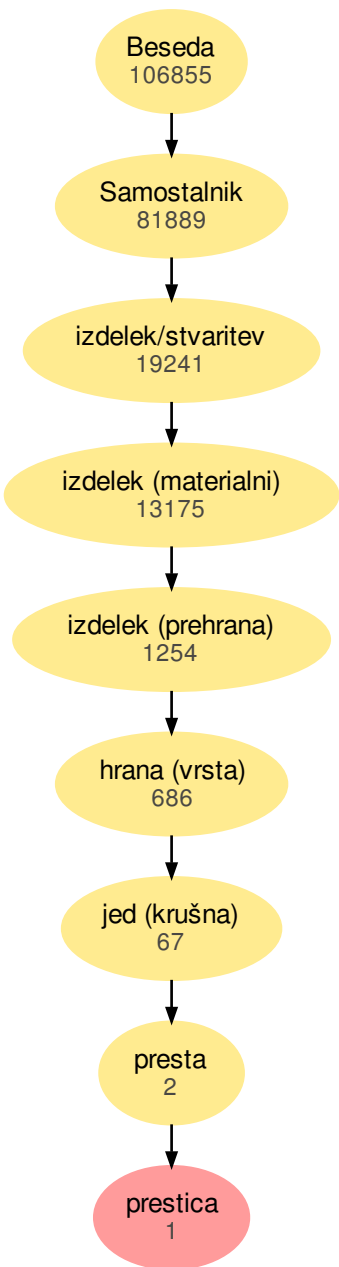 Beseda
106855
Samostalnik
81889
izdelek/stvaritev
19241
izdelek (materialni)
13175
izdelek (prehrana)
1254
hrana (vrsta)
686
jed (krušna)
67
presta
2
prestica
1